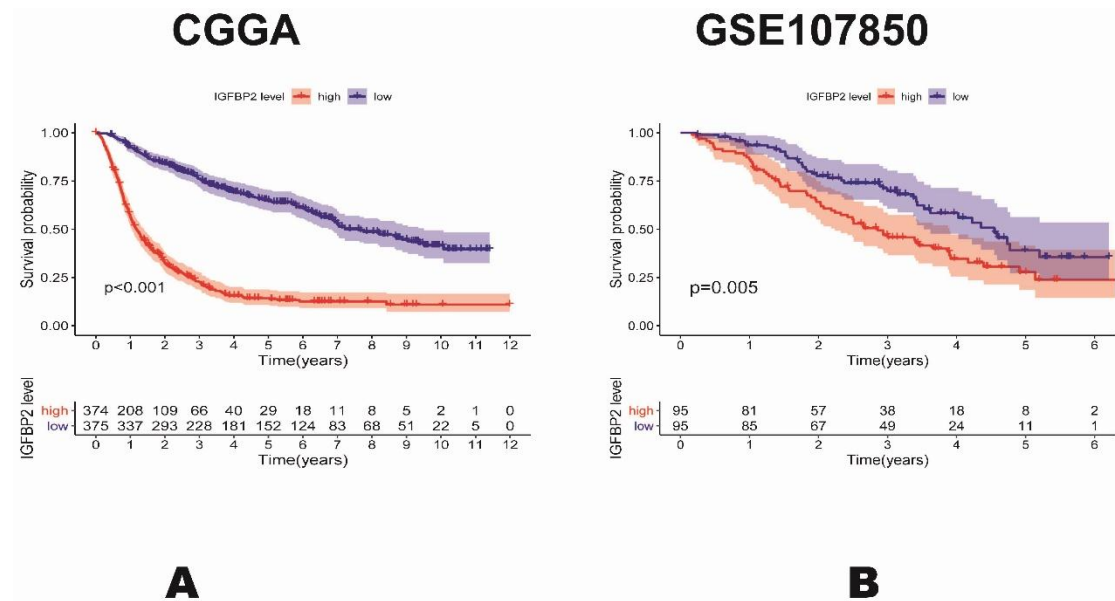 CGGA
IGFBP2 level high low
Survival probability
1.00
0.75
0.50
0.25
0.00
p<0.001
0 1 2 3 4 5 6 7 8 9 10 11 12
Time(years)
IGFBP2 level
high 374 208 109 66 40 29 18 11 8 5 2 1 0
low 375 337 293 228 181 152 124 83 68 51 22 5 0
0 1 2 3 4 5 6 7 8 9 10 11 12
Time(years)
A
GSE107850
IGFBP2 level high low
Survival probability
1.00
0.75
0.50
0.25
0.00
p=0.005
0 1 2 3 4 5 6
Time(years)
IGFBP2 level
high 95 81 57 38 18 8 2
low 95 85 67 49 24 11 1
0 1 2 3 4 5 6
Time(years)
B